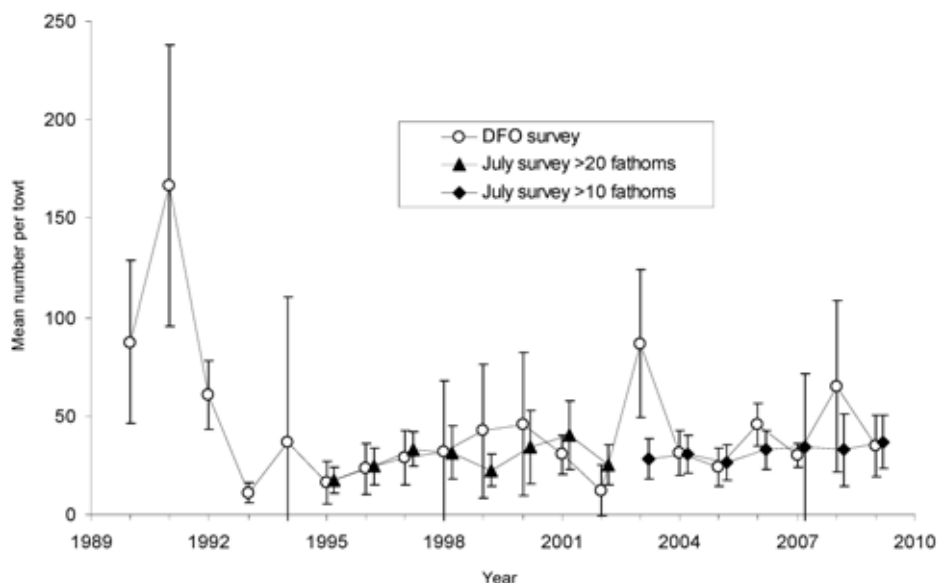 250
200
150
100
50
0
Mean number per towt
DFO survey
July survey >20 fathoms
July survey >10 fathoms
1989 1992 1995 1998 2001 2004 2007 2010
Year